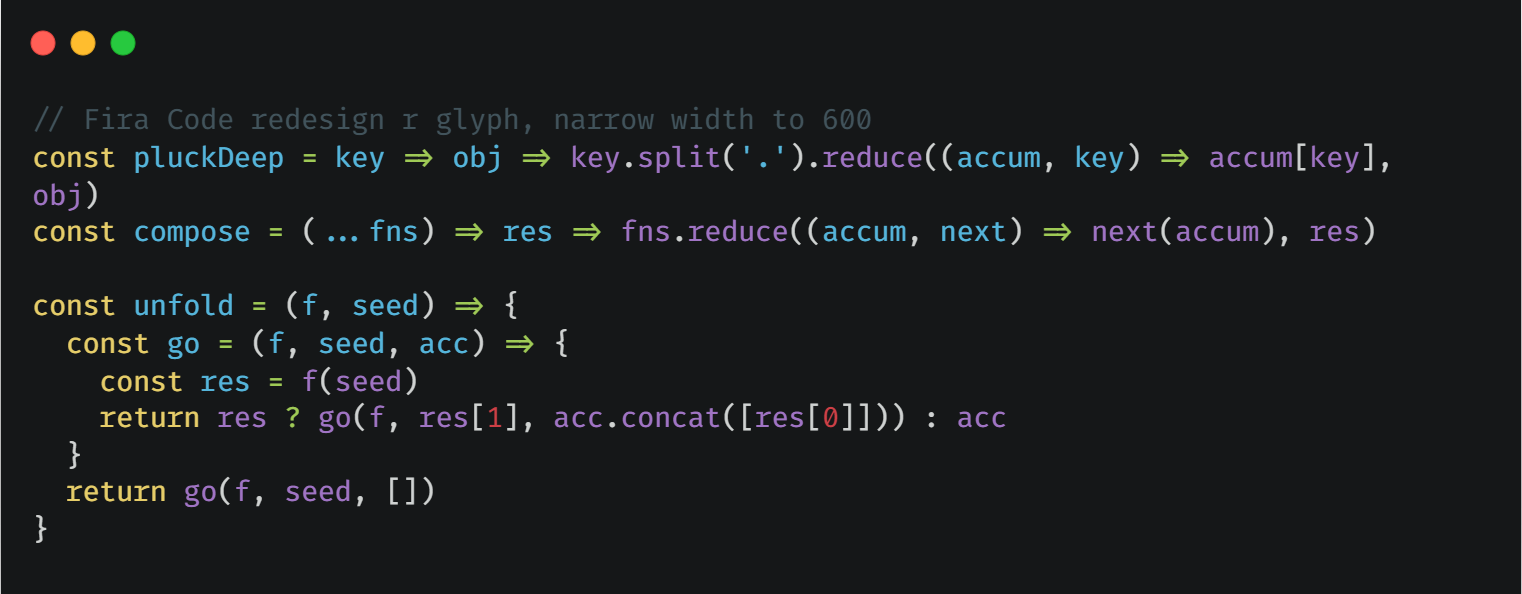 // Fira Code redesign r glyph, narrow width to 600
const pluckDeep = key => obj => key.split('.').reduce((accum, key) => accum[key],
obj)
const compose = (...fns) => res => fns.reduce((accum, next) => next(accum), res)

const unfold = (f, seed) => {
  const go = (f, seed, acc) => {
    const res = f(seed)
    return res ? go(f, res[1], acc.concat([res[0]])) : acc
  }
  return go(f, seed, [])
}